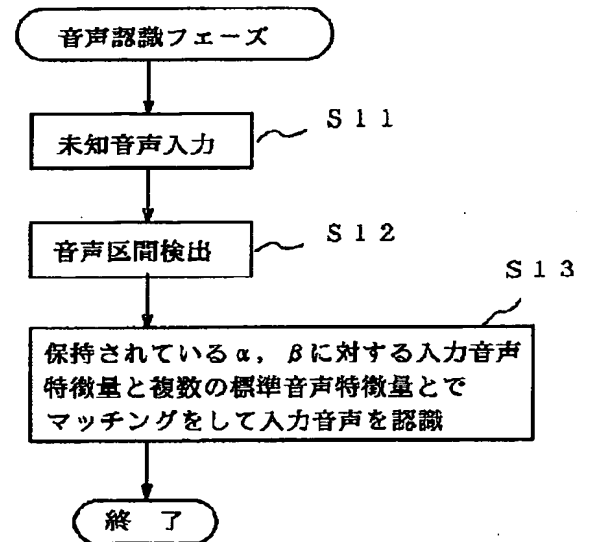 音声認識フェーズ
未知音声入力
S11
音声区間検出
S12
S13
保持されているα，βに対する入力音声
特徴量と複数の標準音声特徴量とで
マッチングをして入力音声を認識
終 了